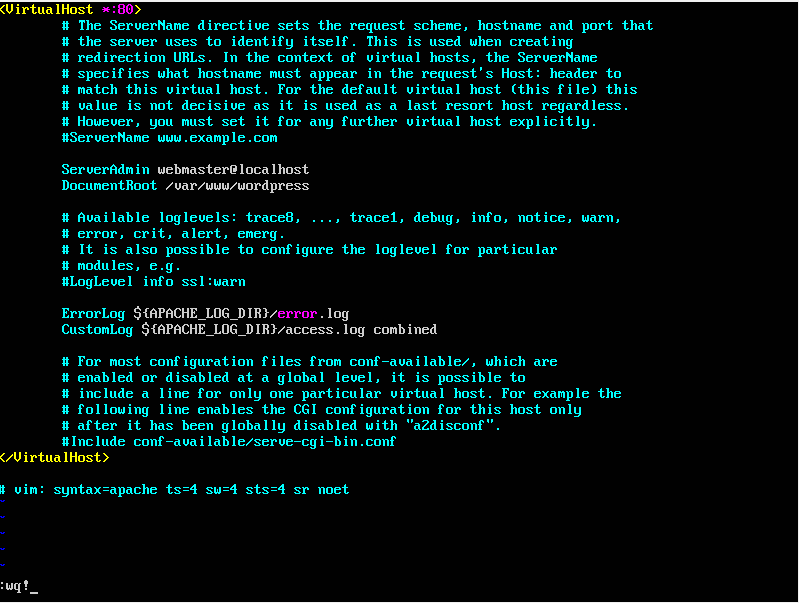 <VirtualHost *:80>
# The ServerName directive sets the request scheme, hostname and port that
# the server uses to identify itself. This is used when creating
# redirection URLs. In the context of virtual hosts, the ServerName
# specifies what hostname must appear in the request's Host: header to
# match this virtual host. For the default virtual host (this file) this
# value is not decisive as it is used as a last resort host regardless.
# However, you must set it for any further virtual host explicitly.
#ServerName www.example.com
ServerAdmin webmaster@localhost
DocumentRoot /var/www/wordpress
# Available loglevels: trace8, ..., trace1, debug, info, notice, warn,
# error, crit, alert, emerg.
# It is also possible to configure the loglevel for particular
# modules, e.g.
#LogLevel info ssl:warn
ErrorLog ${APACHE_LOG_DIR}/error.log
CustomLog ${APACHE_LOG_DIR}/access.log combined
# For most configuration files from conf-available/, which are
# enabled or disabled at a global level, it is possible to
# include a line for only one particular virtual host. For example the
# following line enables the CGI configuration for this host only
# after it has been globally disabled with "a2disconf".
#Include conf-available/serve-cgi-bin.conf
</VirtualHost>
# vim: syntax=apache ts=4 sw=4 sts=4 sr noet
~
~
~
~
~
:wq!_